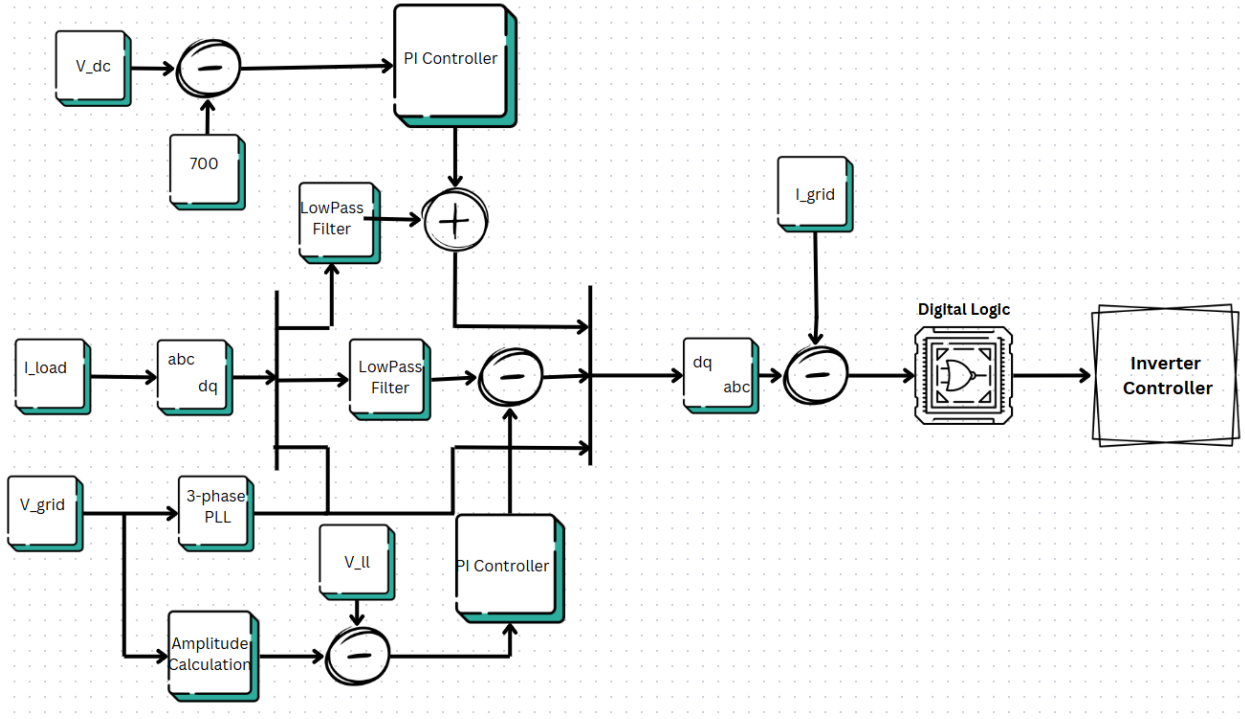 V_dc
PI Controller
700
LowPass
Filter
I_grid
Digital Logic
I_load
abc
dq
LowPass
Filter
dq
abc
Inverter
Controller
V_grid
3-phase
PLL
V_ll
PI Controller
Amplitude
Calculation